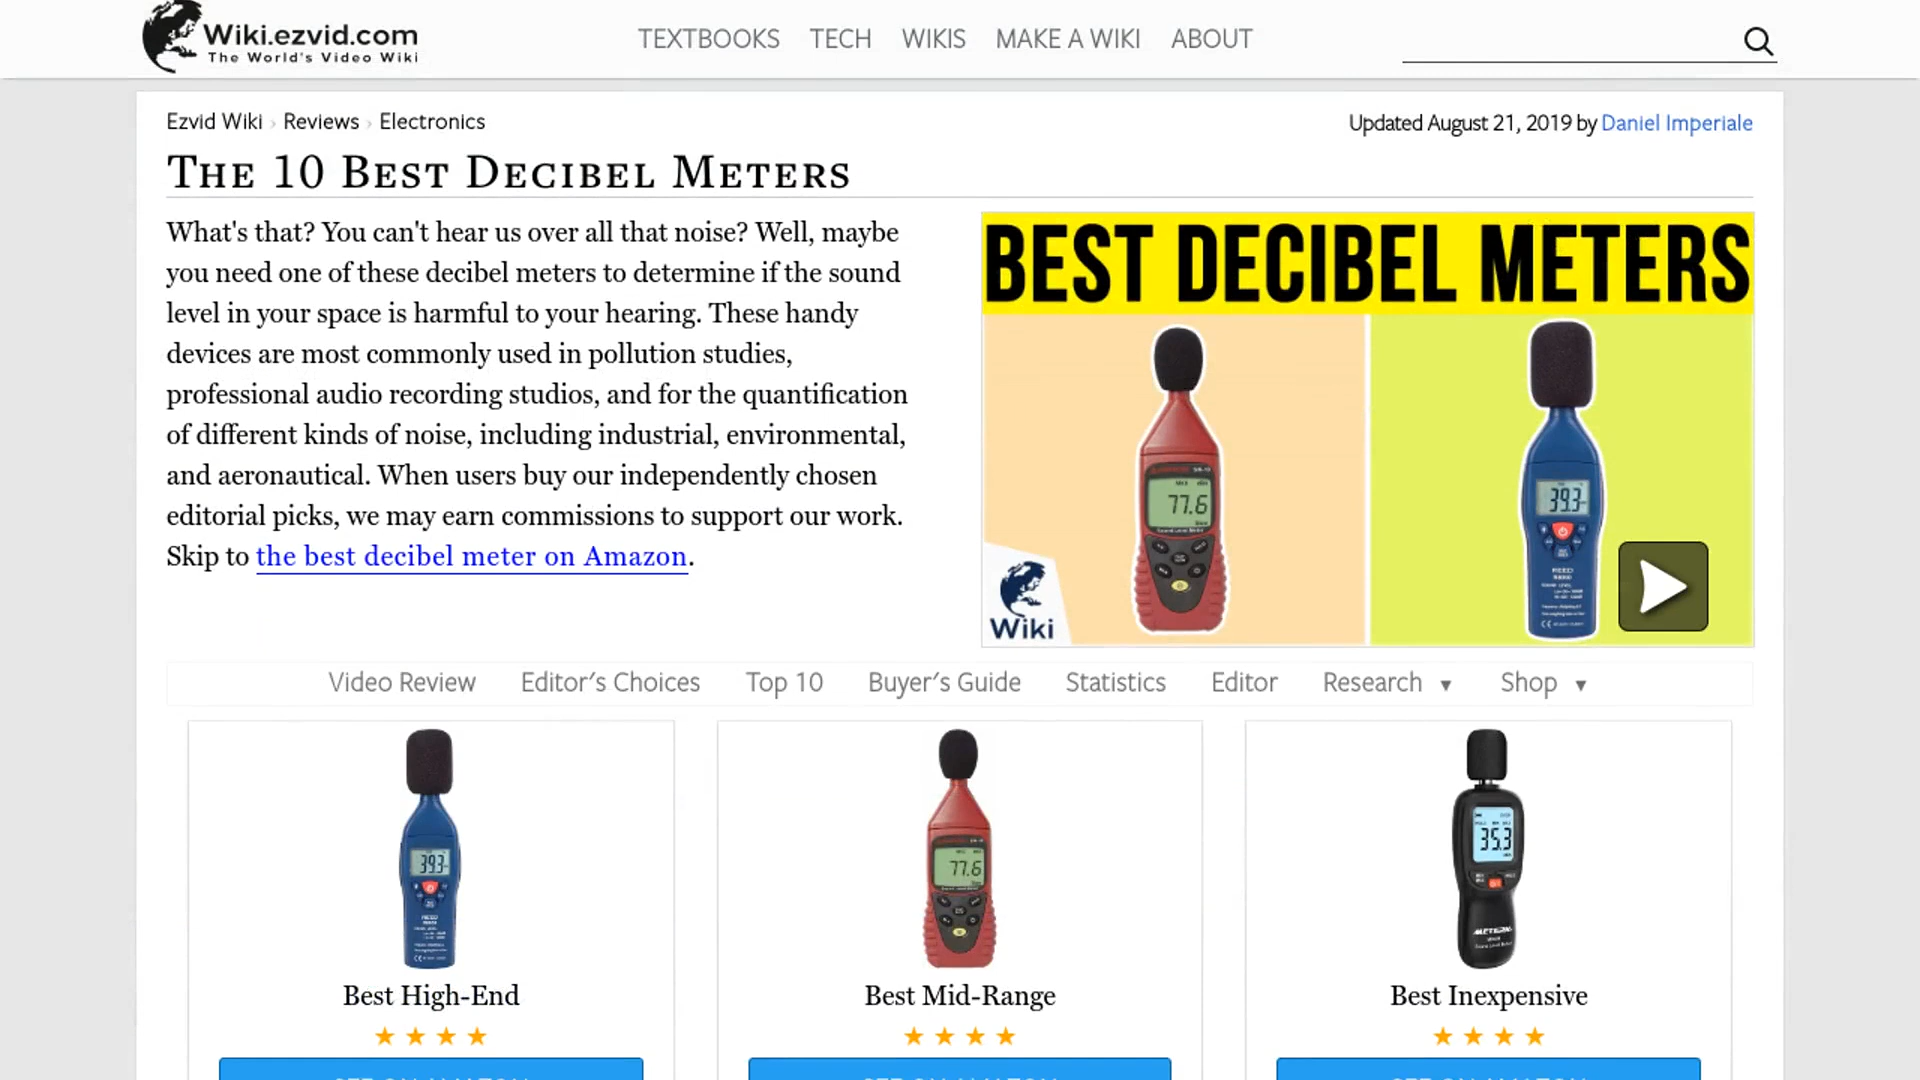 Wiki.ezvid.com
The World's Video Wiki
TEXTBOOKS TECH WIKIS MAKE A WIKI ABOUT
Ezvid Wiki › Reviews › Electronics
Updated August 21, 2019 by Daniel Imperiale
The 10 Best Decibel Meters
What's that? You can't hear us over all that noise? Well, maybe
you need one of these decibel meters to determine if the sound
level in your space is harmful to your hearing. These handy
devices are most commonly used in pollution studies,
professional audio recording studios, and for the quantification
of different kinds of noise, including industrial, environmental,
and aeronautical. When users buy our independently chosen
editorial picks, we may earn commissions to support our work.
Skip to the best decibel meter on Amazon.
BEST DECIBEL METERS
77.6
39.3
REED
Wiki
Video Review Editor's Choices Top 10 Buyer's Guide Statistics Editor Research ▼ Shop ▼
39.3
REED
77.6
35.3
METERK
Best High-End
Best Mid-Range
Best Inexpensive